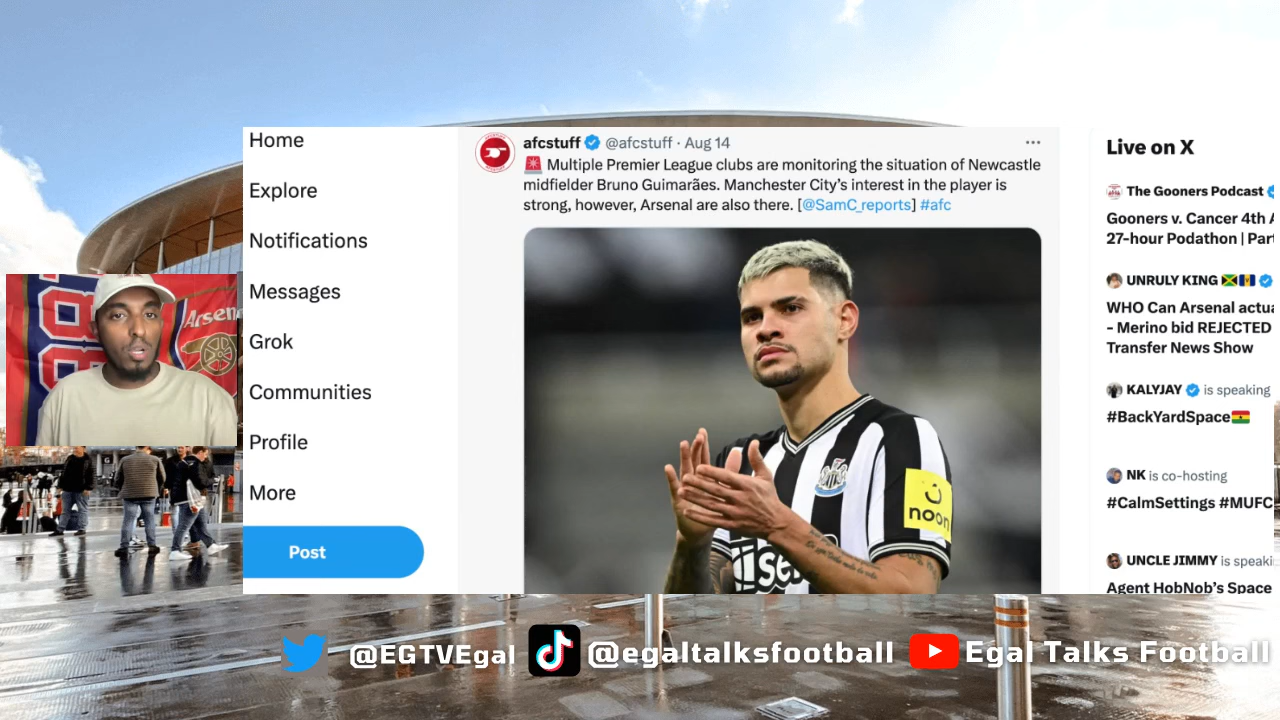 Home
Explore
Notifications
Messages
Grok
Communities
Profile
More
Post
afcstuff @afcstuff · Aug 14
🚨 Multiple Premier League clubs are monitoring the situation of Newcastle
midfielder Bruno Guimarães. Manchester City's interest in the player is
strong, however, Arsenal are also there. [@SamC_reports] #afc
noon
Live on X
The Gooners Podcast
Gooners v. Cancer 4th A
27-hour Podathon | Part
UNRULY KING
WHO Can Arsenal actua
- Merino bid REJECTED
Transfer News Show
KALYJAY is speaking
#BackYardSpace
NK is co-hosting
#CalmSettings #MUFC
UNCLE JIMMY is speaki
Agent HobNob's Space
Arsen
@EGTVEgal
@egaltalksfootball
Egal Talks Football